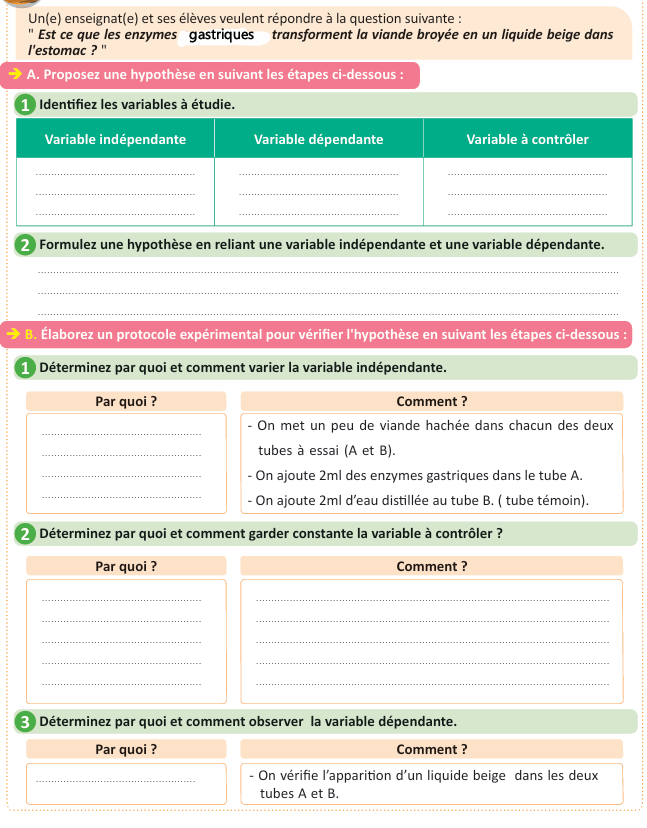 Un(e) enseignat(e) et ses élèves veulent répondre à la question suivante :
" Est ce que les enzymes gastriques transforment la viande broyée en un liquide beige dans
l'estomac ? "
➔ A. Proposez une hypothèse en suivant les étapes ci-dessous :
1 Identifiez les variables à étudie.
Variable indépendante Variable dépendante Variable à contrôler
2 Formulez une hypothèse en reliant une variable indépendante et une variable dépendante.
➔ B. Élaborez un protocole expérimental pour vérifier l'hypothèse en suivant les étapes ci-dessous :
1 Déterminez par quoi et comment varier la variable indépendante.
Par quoi ? Comment ?
- On met un peu de viande hachée dans chacun des deux
tubes à essai (A et B).
- On ajoute 2ml des enzymes gastriques dans le tube A.
- On ajoute 2ml d'eau distillée au tube B. ( tube témoin).
2 Déterminez par quoi et comment garder constante la variable à contrôler ?
Par quoi ? Comment ?
3 Déterminez par quoi et comment observer la variable dépendante.
Par quoi ? Comment ?
- On vérifie l'apparition d'un liquide beige dans les deux
tubes A et B.